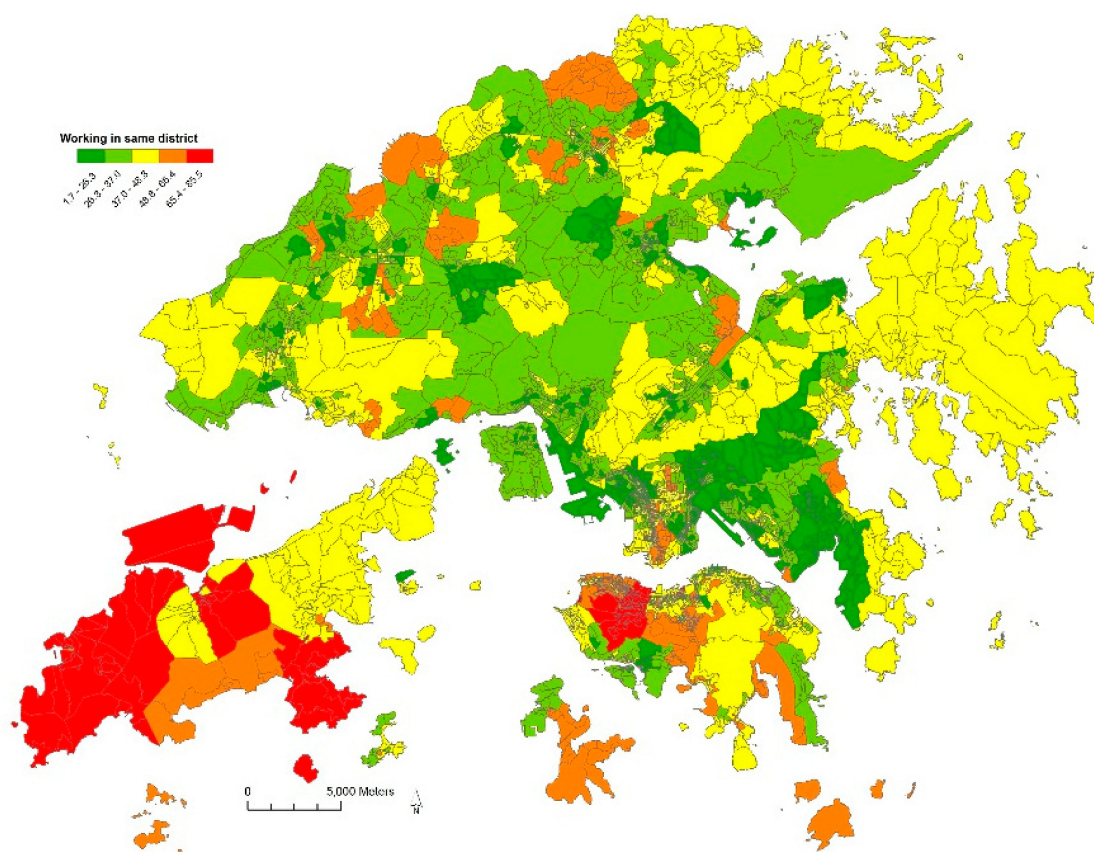 Working in same district
1.7 - 26.3
26.3 - 37.0
37.0 - 48.8
48.8 - 65.4
65.4 - 85.5
0 5,000 Meters
N